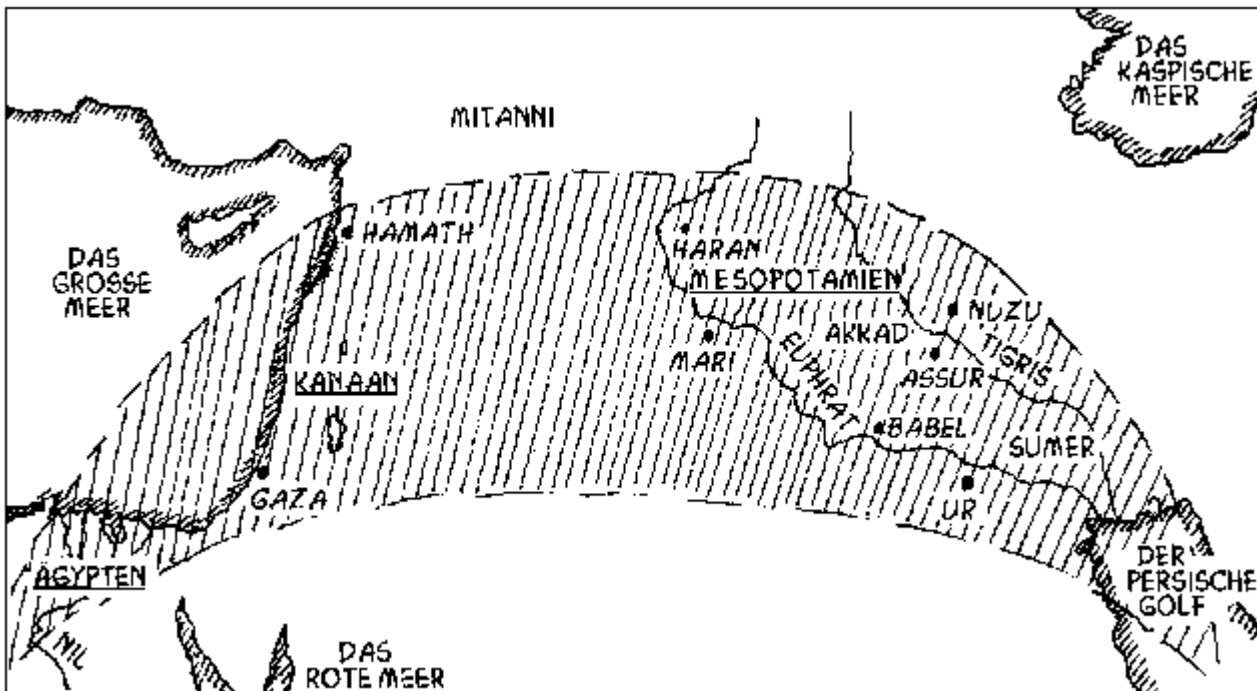 DAS
KASPISCHE
MEER
MITANNI
HAMATH
HARAN
DAS
GROSSE
MEER
MESOPOTAMIEN
NUZU
AKKAD
TIGRIS
MARI
EUPHRAT
ASSUR
KANAAN
BABEL
SUMER
GAZA
UR
ÄGYPTEN
DER
PERSISCHE
GOLF
NIL
DAS
ROTE MEER